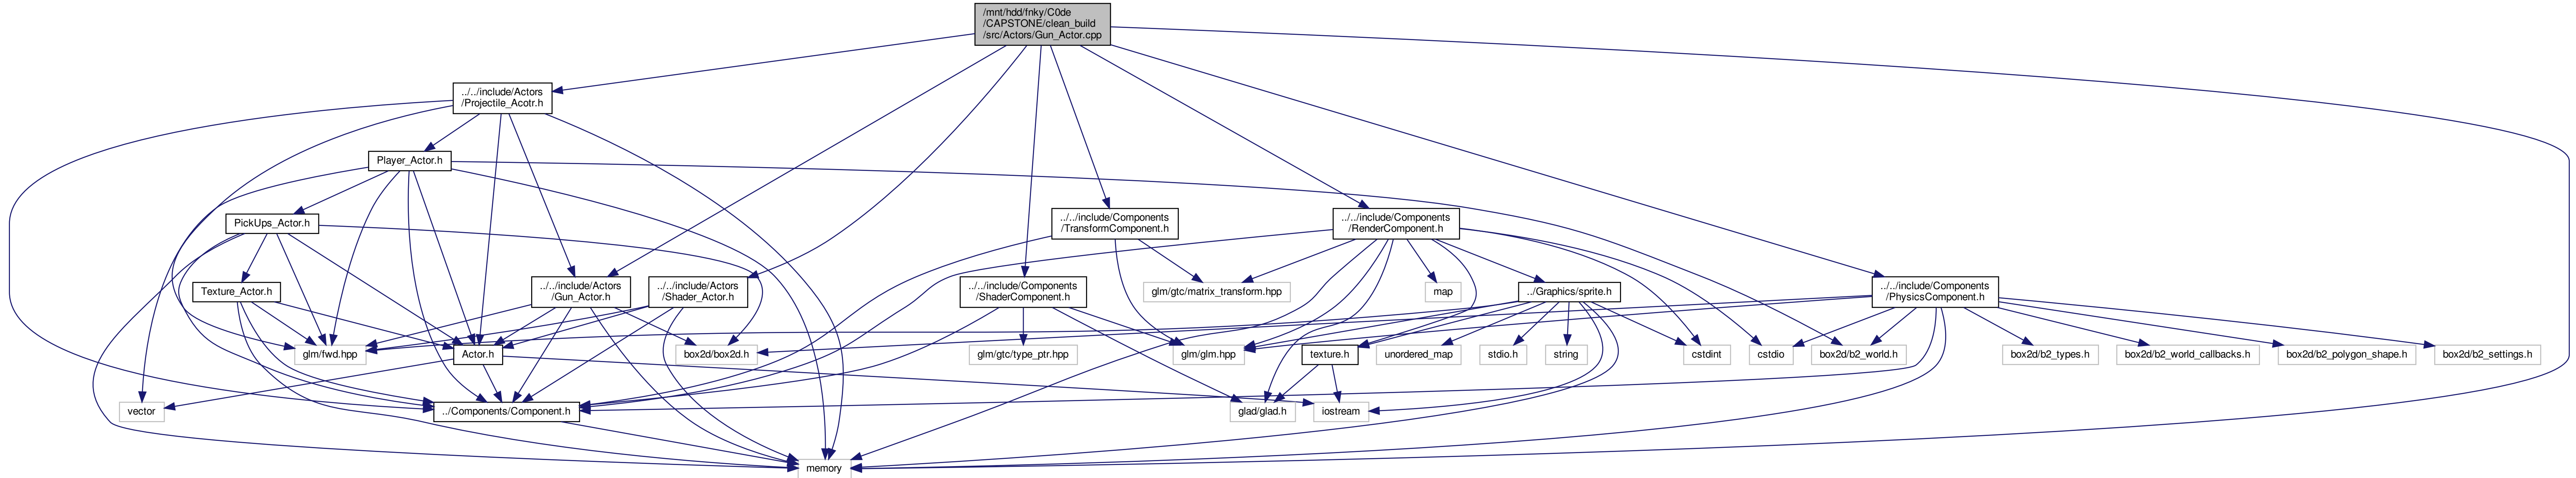 /mnt/hdd/fnky/C0de
/CAPSTONE/clean_build
/src/Actors/Gun_Actor.cpp
../../include/Actors
/Projectile_Acotr.h
Player_Actor.h
PickUps_Actor.h
../../include/Components
/TransformComponent.h
../../include/Components
/RenderComponent.h
Texture_Actor.h
../../include/Actors
/Gun_Actor.h
../../include/Actors
/Shader_Actor.h
../../include/Components
/ShaderComponent.h
glm/gtc/matrix_transform.hpp
map
../Graphics/sprite.h
../../include/Components
/PhysicsComponent.h
glm/fwd.hpp
Actor.h
box2d/box2d.h
glm/gtc/type_ptr.hpp
glm/glm.hpp
texture.h
unordered_map
stdio.h
string
cstdint
cstdio
box2d/b2_world.h
box2d/b2_types.h
box2d/b2_world_callbacks.h
box2d/b2_polygon_shape.h
box2d/b2_settings.h
vector
../Components/Component.h
glad/glad.h
iostream
memory